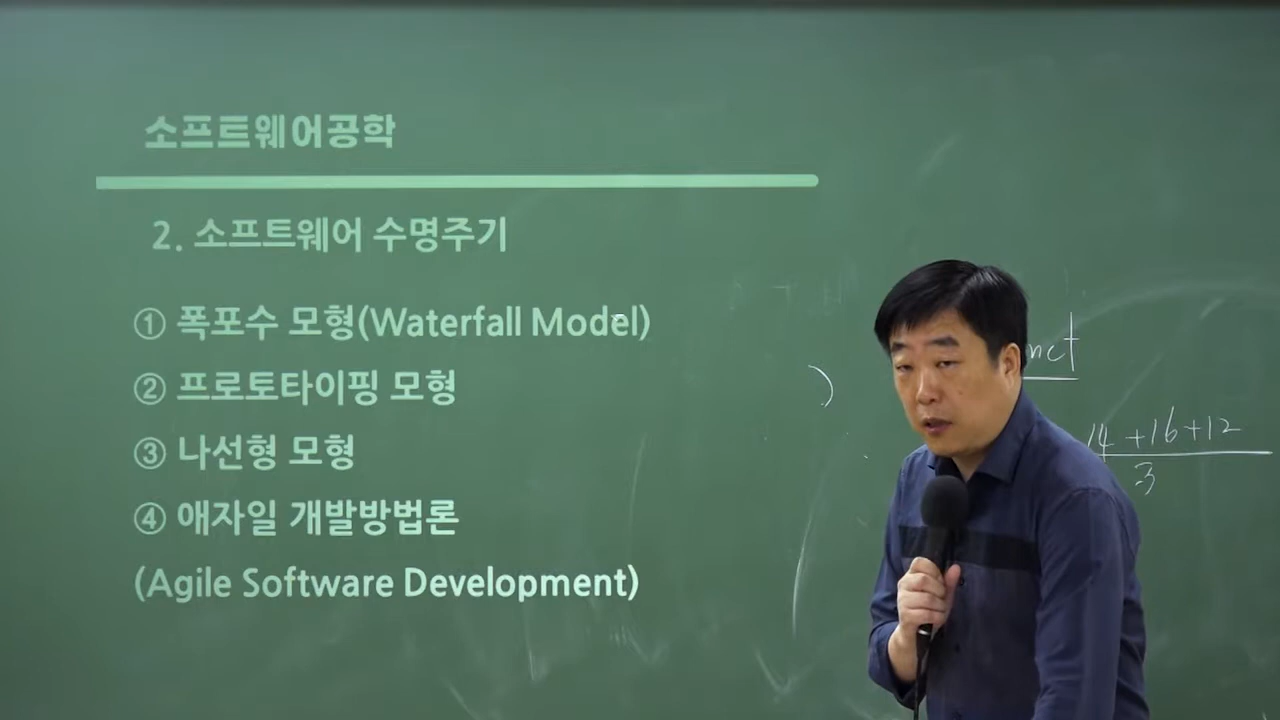 소프트웨어공학
2. 소프트웨어 수명주기
① 폭포수 모형(Waterfall Model)
② 프로토타이핑 모형
③ 나선형 모형
④ 애자일 개발방법론
(Agile Software Development)
nct
14 +16+12
3